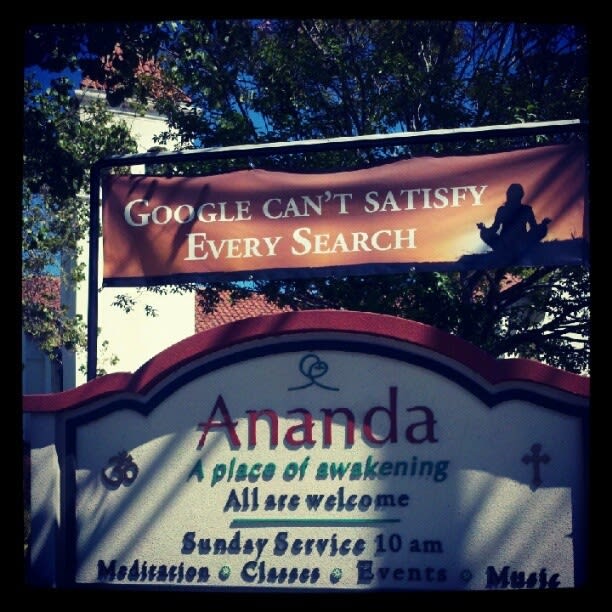 GOOGLE CAN'T SATISFY
EVERY SEARCH
Ananda
A place of awakening
All are welcome
Sunday Service 10 am
Meditation • Classes • Events • Music